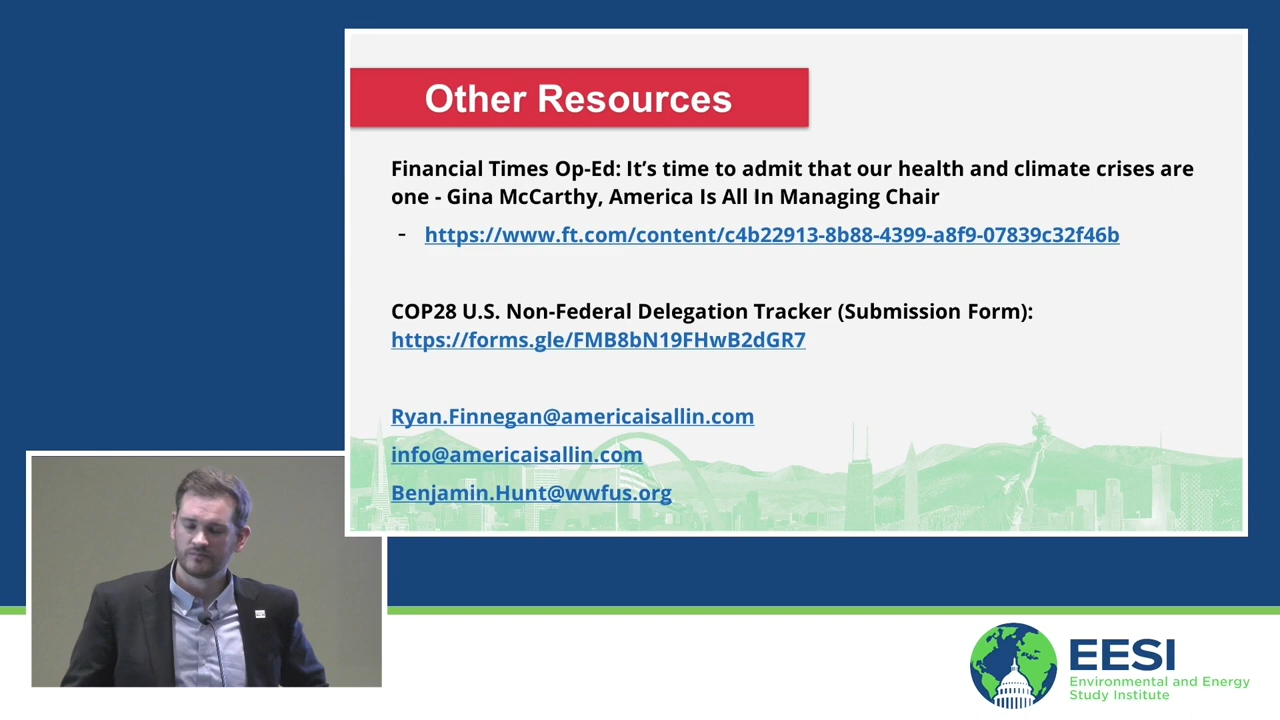 Other Resources
Financial Times Op-Ed: It’s time to admit that our health and climate crises are
one - Gina McCarthy, America Is All In Managing Chair
- https://www.ft.com/content/c4b22913-8b88-4399-a8f9-07839c32f46b
COP28 U.S. Non-Federal Delegation Tracker (Submission Form):
https://forms.gle/FMB8bN19FHwB2dGR7
Ryan.Finnegan@americaisallin.com
info@americaisallin.com
Benjamin.Hunt@wwfus.org
EESI
Environmental and Energy
Study Institute